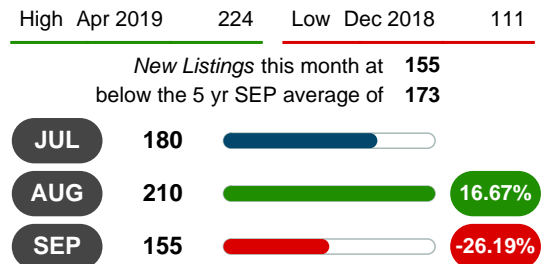 High Apr 2019 224 Low Dec 2018 111
New Listings this month at 155
below the 5 yr SEP average of 173
JUL 180
AUG 210 16.67%
SEP 155 -26.19%